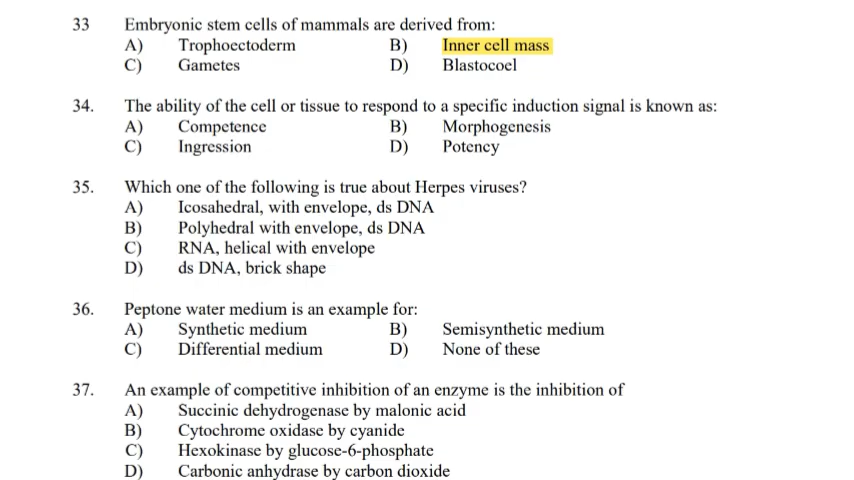 33 Embryonic stem cells of mammals are derived from:
A) Trophoectoderm B) Inner cell mass
C) Gametes D) Blastocoel
34. The ability of the cell or tissue to respond to a specific induction signal is known as:
A) Competence B) Morphogenesis
C) Ingression D) Potency
35. Which one of the following is true about Herpes viruses?
A) Icosahedral, with envelope, ds DNA
B) Polyhedral with envelope, ds DNA
C) RNA, helical with envelope
D) ds DNA, brick shape
36. Peptone water medium is an example for:
A) Synthetic medium B) Semisynthetic medium
C) Differential medium D) None of these
37. An example of competitive inhibition of an enzyme is the inhibition of
A) Succinic dehydrogenase by malonic acid
B) Cytochrome oxidase by cyanide
C) Hexokinase by glucose-6-phosphate
D) Carbonic anhydrase by carbon dioxide